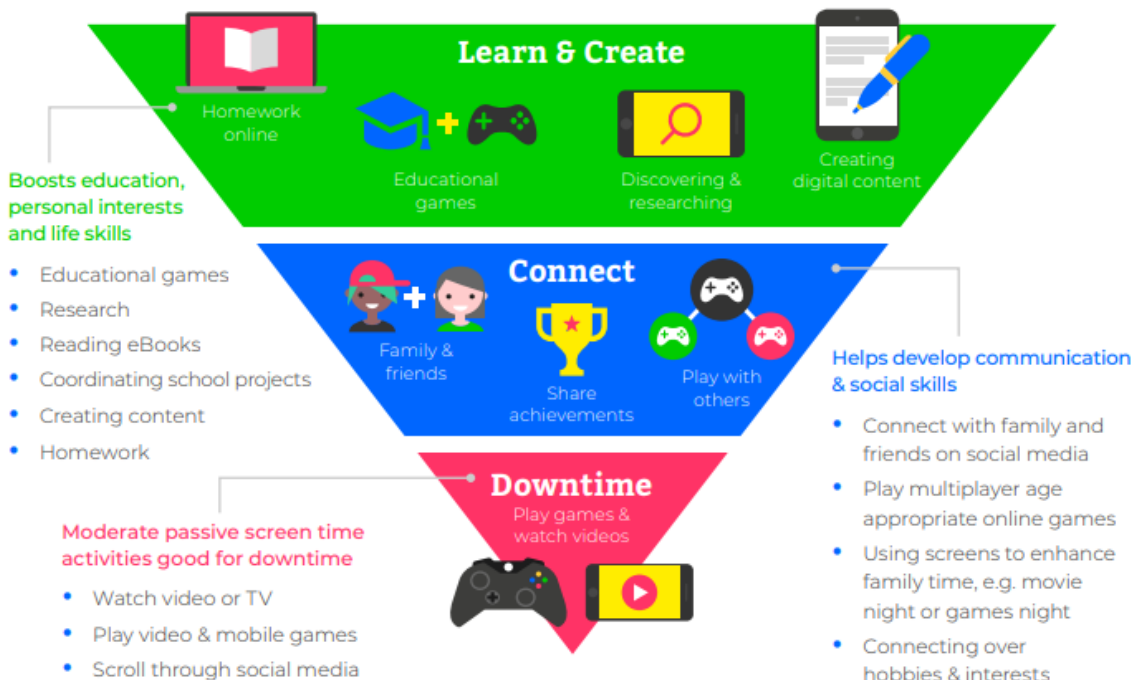 Learn & Create
Homework
online
Educational
games
Discovering &
researching
Creating
digital content
Boosts education,
personal interests
and life skills
• Educational games
• Research
• Reading eBooks
• Coordinating school projects
• Creating content
• Homework
Connect
Family &
friends
Share
achievements
Play with
others
Helps develop communication
& social skills
• Connect with family and
friends on social media
• Play multiplayer age
appropriate online games
• Using screens to enhance
family time, e.g. movie
night or games night
• Connecting over
hobbies & interests
Downtime
Play games &
watch videos
Moderate passive screen time
activities good for downtime
• Watch video or TV
• Play video & mobile games
• Scroll through social media